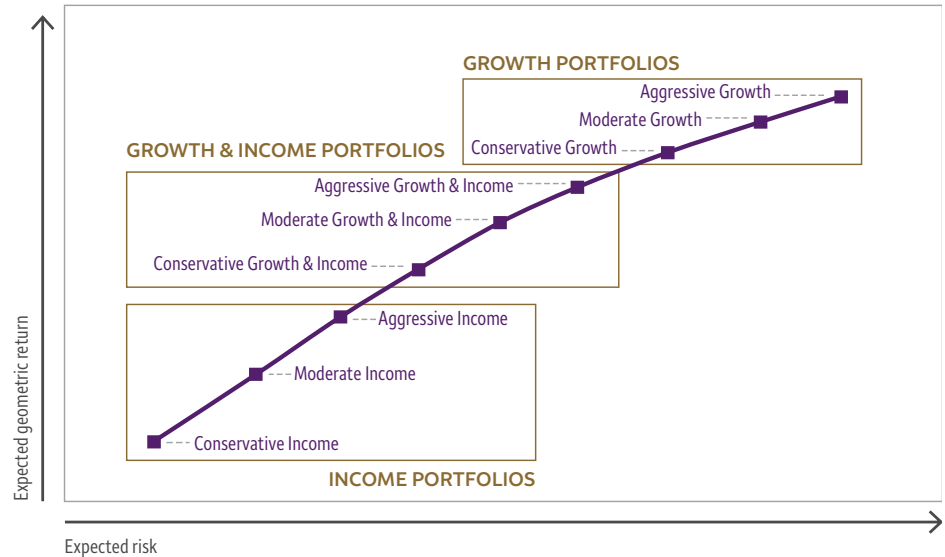 GROWTH PORTFOLIOS
Aggressive Growth
Moderate Growth
Conservative Growth
GROWTH & INCOME PORTFOLIOS
Aggressive Growth & Income
Moderate Growth & Income
Conservative Growth & Income
Aggressive Income
Moderate Income
Conservative Income
INCOME PORTFOLIOS
Expected geometric return
Expected risk